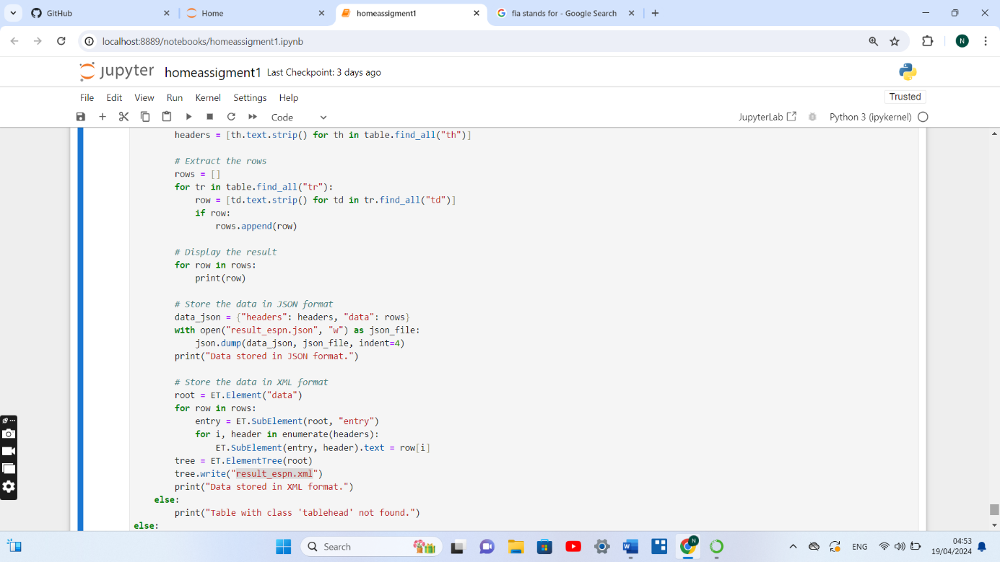 GitHub
Home
homeassigment1
fia stands for - Google Search
localhost:8889/notebooks/homeassigment1.ipynb
N
jupyter homeassigment1 Last Checkpoint: 3 days ago
File Edit View Run Kernel Settings Help
Trusted
Code
JupyterLab
Python 3 (ipykernel)
headers = [th.text.strip() for th in table.find_all("th")]
# Extract the rows
rows = []
for tr in table.find_all("tr"):
row = [td.text.strip() for td in tr.find_all("td")]
if row:
rows.append(row)
# Display the result
for row in rows:
print(row)
# Store the data in JSON format
data_json = {"headers": headers, "data": rows}
with open("result_espn.json", "w") as json_file:
json.dump(data_json, json_file, indent=4)
print("Data stored in JSON format.")
# Store the data in XML format
root = ET.Element("data")
for row in rows:
entry = ET.SubElement(root, "entry")
for i, header in enumerate(headers):
ET.SubElement(entry, header).text = row[i]
tree = ET.ElementTree(root)
tree.write("result_espn.xml")
print("Data stored in XML format.")
else:
print("Table with class 'tablehead' not found.")
else:
Search
W
N
ENG
04:53
19/04/2024